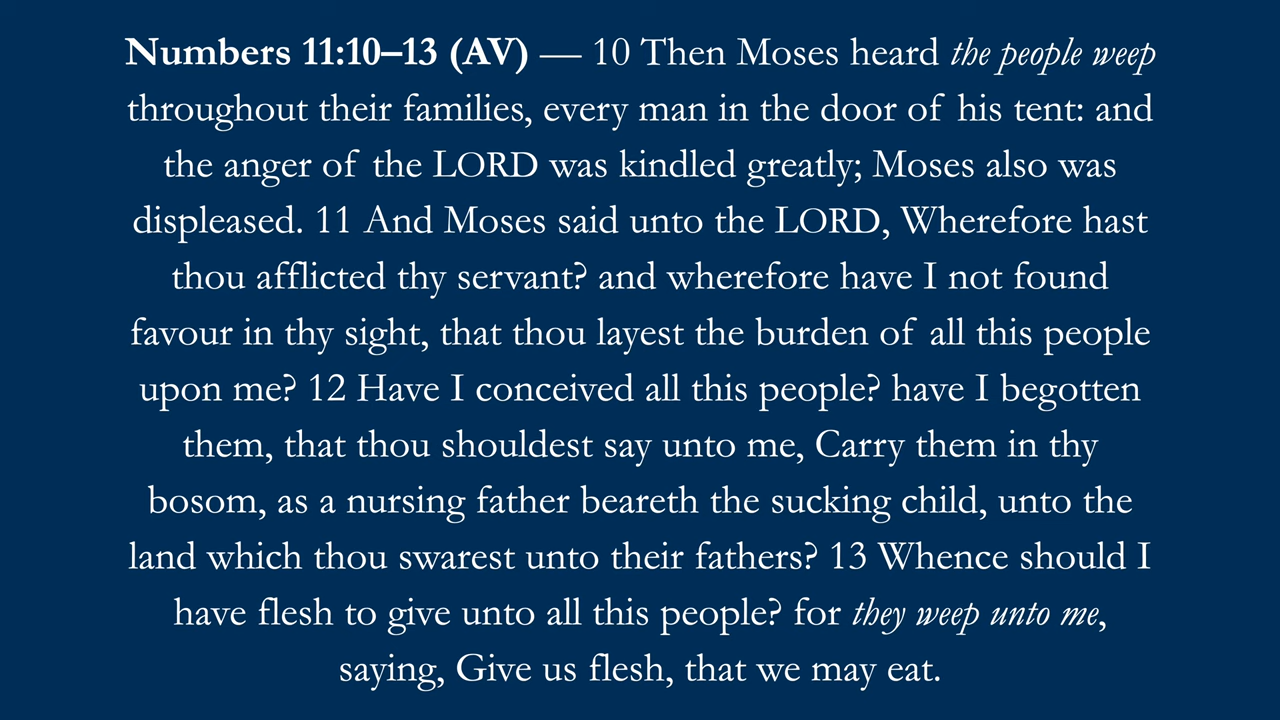 Numbers 11:10–13 (AV) — 10 Then Moses heard the people weep
throughout their families, every man in the door of his tent: and
the anger of the LORD was kindled greatly; Moses also was
displeased. 11 And Moses said unto the LORD, Wherefore hast
thou afflicted thy servant? and wherefore have I not found
favour in thy sight, that thou layest the burden of all this people
upon me? 12 Have I conceived all this people? have I begotten
them, that thou shouldest say unto me, Carry them in thy
bosom, as a nursing father beareth the sucking child, unto the
land which thou swarest unto their fathers? 13 Whence should I
have flesh to give unto all this people? for they weep unto me,
saying, Give us flesh, that we may eat.